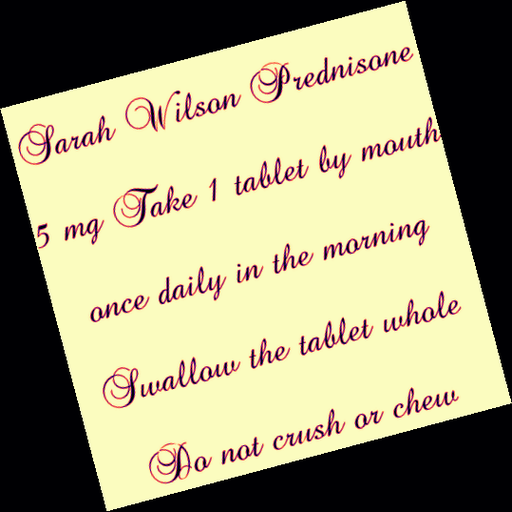 Sarah Wilson Prednisone
5 mg Take 1 tablet by mouth
once daily in the morning
Swallow the tablet whole
Do not crush or chew